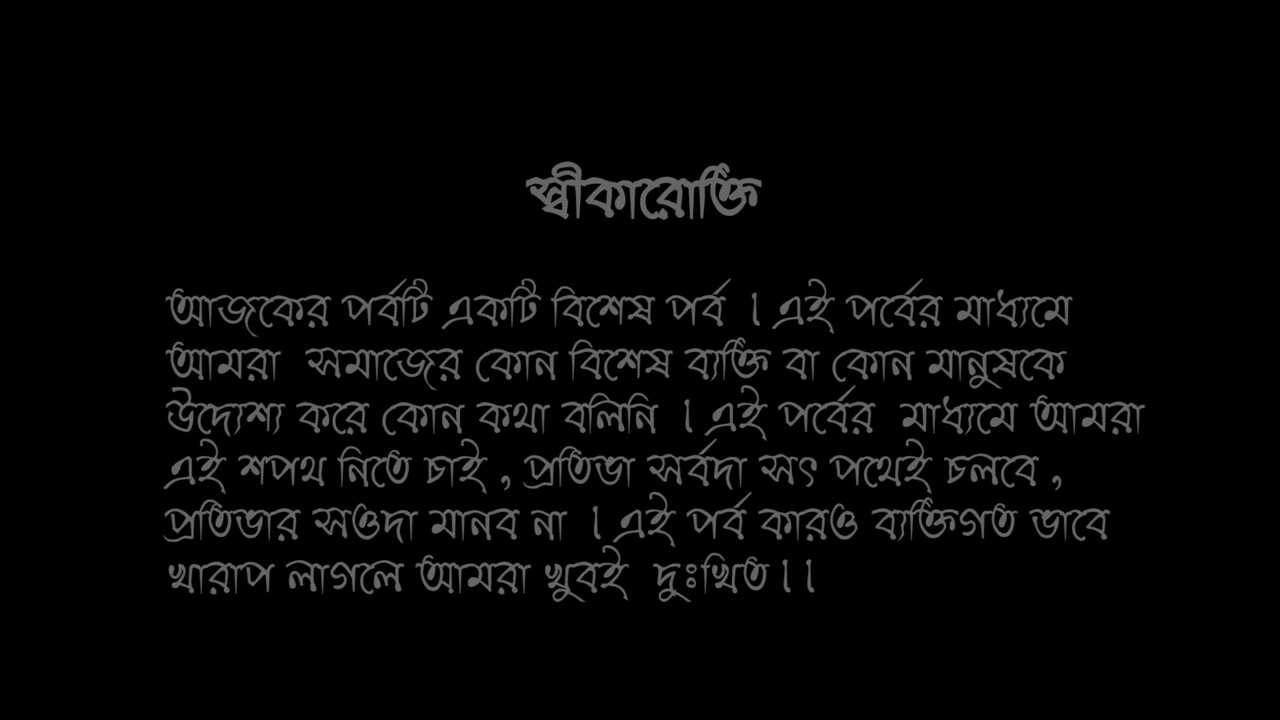 স্বীকারোক্তি
আজকের পর্বটি একটি বিশেষ পর্ব । এই পর্বের মাধ্যমে
আমরা সমাজের কোন বিশেষ ব্যক্তি বা কোন মানুষকে
উদ্যেশ্য করে কোন কথা বলিনি । এই পর্বের মাধ্যমে আমরা
এই শপথ নিতে চাই , প্রতিভা সর্বদা সৎ পথেই চলবে ,
প্রতিভার সওদা মানব না । এই পর্ব কারও ব্যক্তিগত ভাবে
খারাপ লাগলে আমরা খুবই দুঃখিত।।